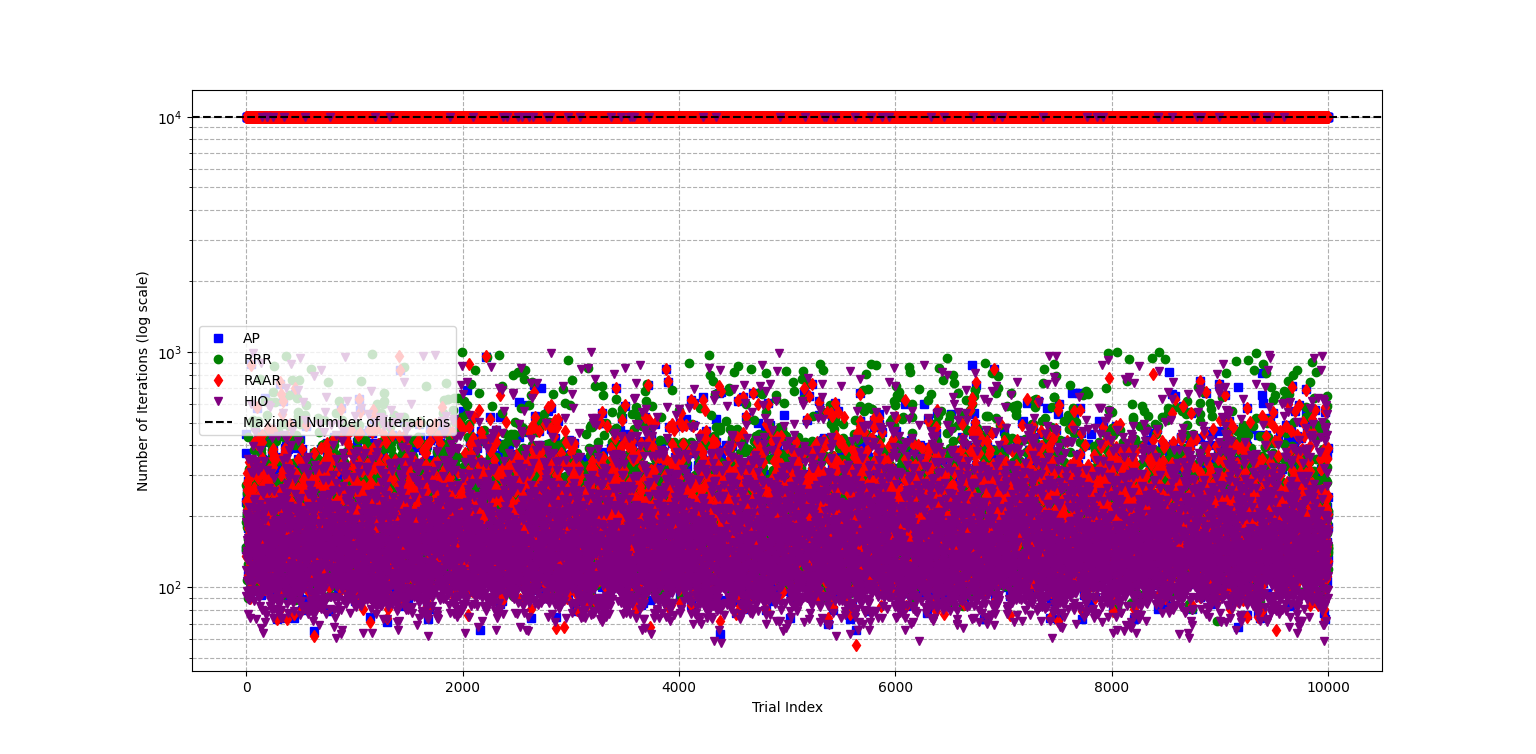 10⁴
10³
10²
Number of Iterations (log scale)
AP
RRR
RAAR
HIO
Maximal Number of Iterations
0 2000 4000 6000 8000 10000
Trial Index